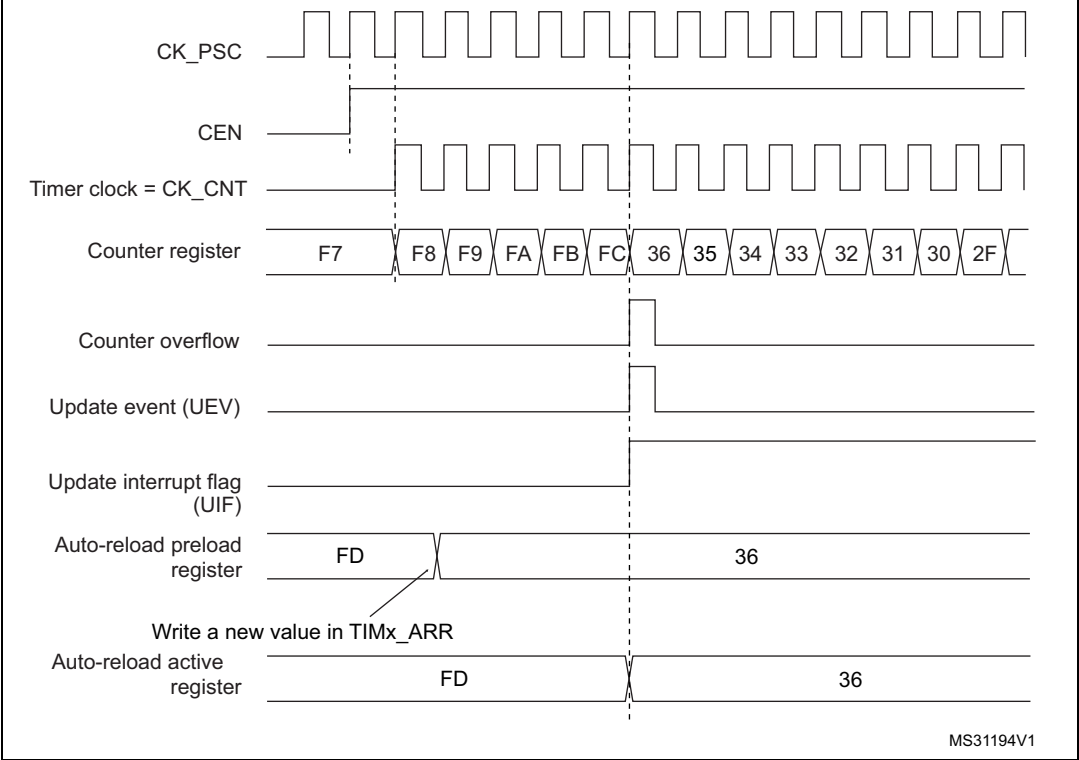 CK_PSC
CEN
Timer clock = CK_CNT
Counter register F7 F8 F9 FA FB FC 36 35 34 33 32 31 30 2F
Counter overflow
Update event (UEV)
Update interrupt flag
(UIF)
Auto-reload preload
register
FD 36
Write a new value in TIMx_ARR
Auto-reload active
register
FD 36
MS31194V1